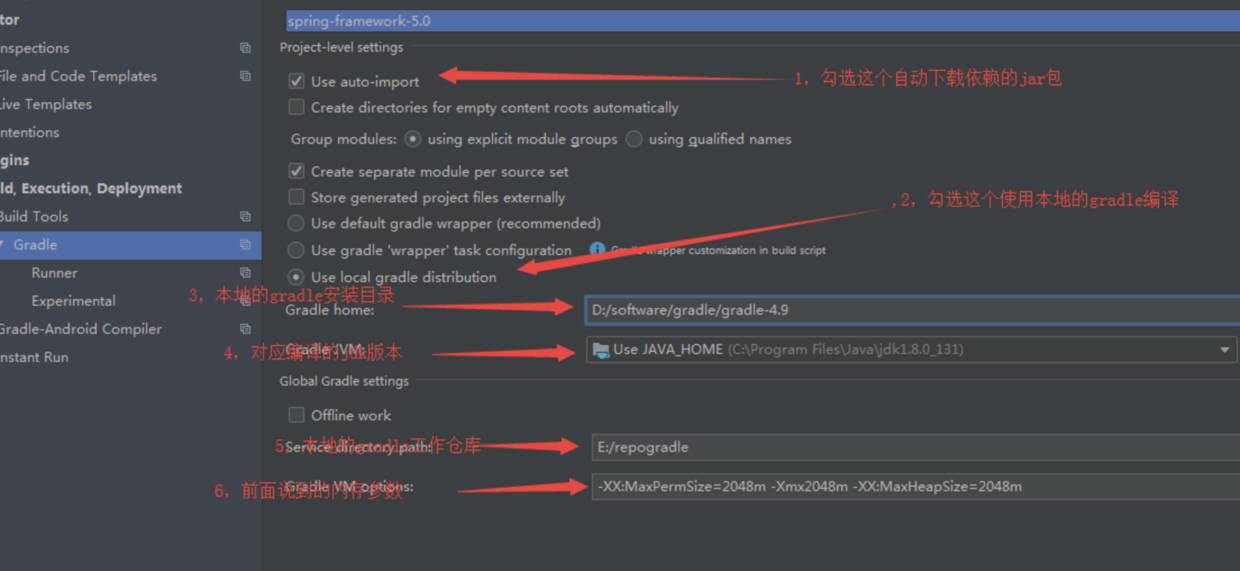 tor
nspections
File and Code Templates
Live Templates
ntentions
gins
ld, Execution, Deployment
Build Tools
Gradle
Runner
Experimental
Gradle-Android Compiler
nstant Run
spring-framework-5.0
Project-level settings
Use auto-import
1，勾选这个自动下载依赖的jar包
Create directories for empty content roots automatically
Group modules: using explicit module groups using qualified names
Create separate module per source set
Store generated project files externally
,2，勾选这个使用本地的gradle编译
Use default gradle wrapper (recommended)
Use gradle 'wrapper' task configuration Gradle wrapper customization in build script
Use local gradle distribution
3，本地的gradle安装目录
Gradle home: D:/software/gradle/gradle-4.9
4，对应编译的jdk版本
Gradle JVM: Use JAVA_HOME (C:\Program Files\Java\jdk1.8.0_131)
Global Gradle settings
Offline work
5，本地的gradle工作仓库
Service directory path: E:/repogradle
6，前面说到的内存参数
Gradle VM options: -XX:MaxPermSize=2048m -Xmx2048m -XX:MaxHeapSize=2048m